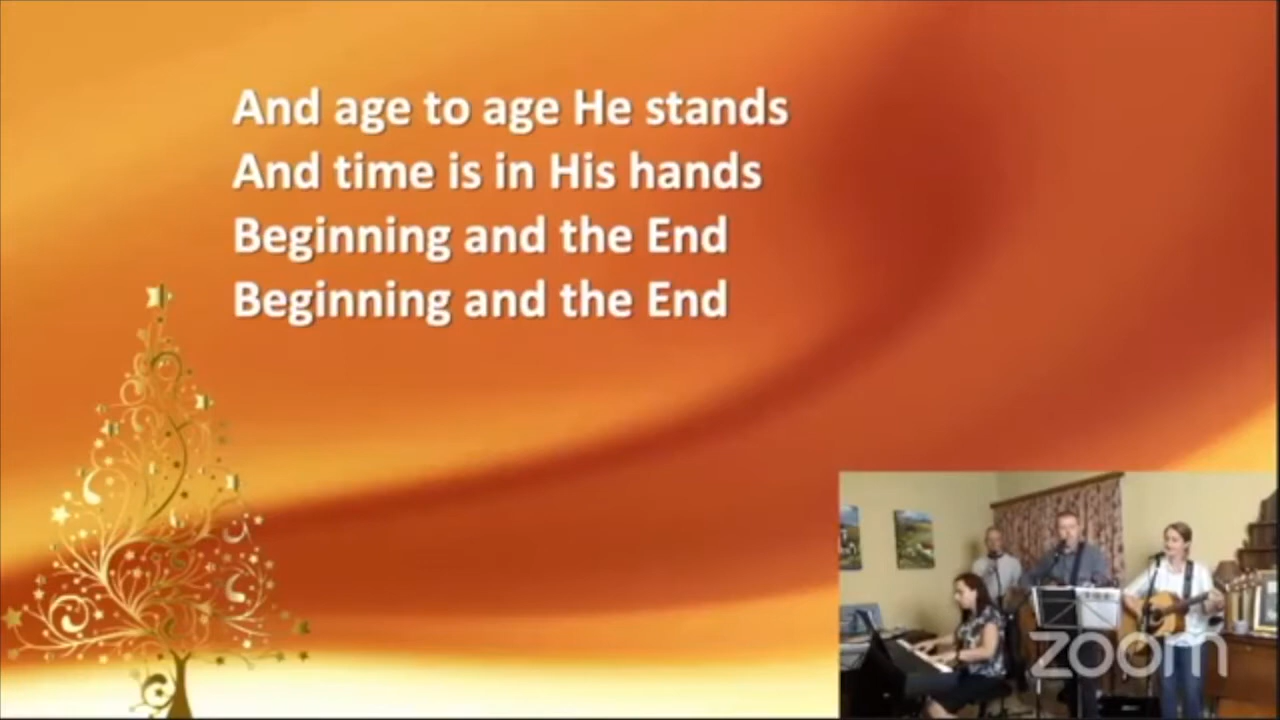 And age to age He stands
And time is in His hands
Beginning and the End
Beginning and the End
zoom